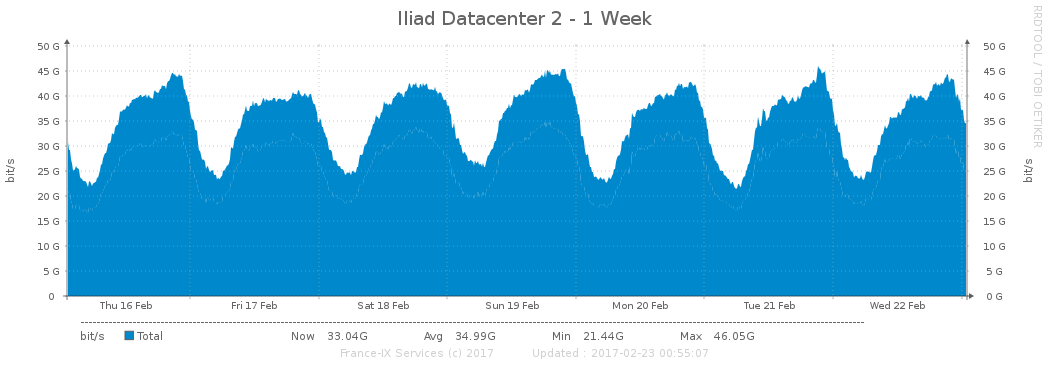 Iliad Datacenter 2 - 1 Week
RRDTOOL / TOBI OETIKER
50 G 50 G
45 G 45 G
40 G 40 G
35 G 35 G
30 G 30 G
25 G 25 G
20 G 20 G
15 G 15 G
10 G 10 G
5 G 5 G
0 0 G
bit/s bit/s
Thu 16 Feb Fri 17 Feb Sat 18 Feb Sun 19 Feb Mon 20 Feb Tue 21 Feb Wed 22 Feb
bit/s Total Now 33.04G Avg 34.99G Min 21.44G Max 46.05G
France-IX Services (c) 2017 Updated : 2017-02-23 00:55:07